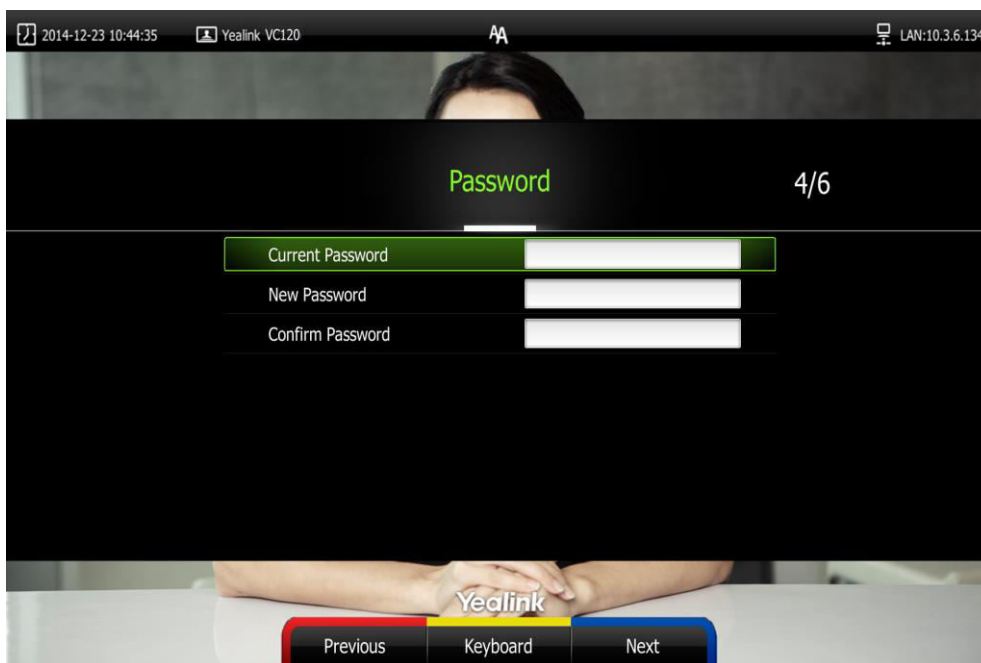 2014-12-23 10:44:35 Yealink VC120 AA LAN:10.3.6.134
Password 4/6
Current Password
New Password
Confirm Password
Yealink
Previous Keyboard Next